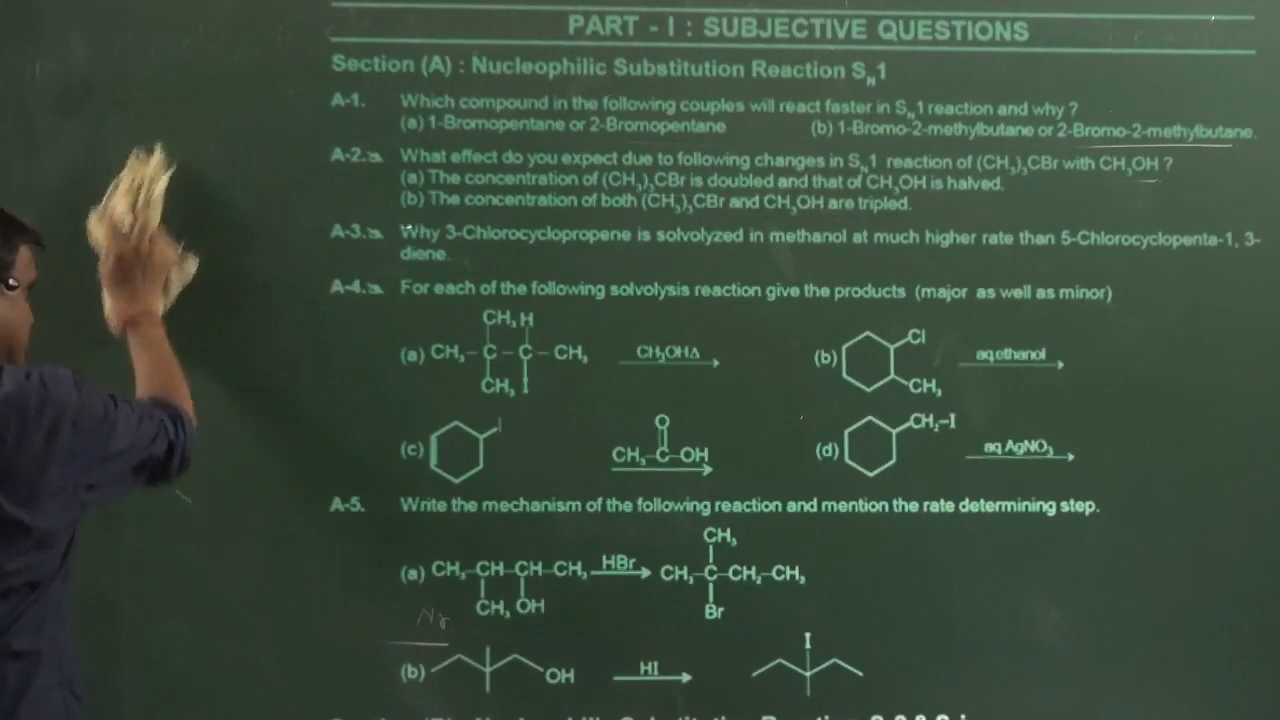 PART - I : SUBJECTIVE QUESTIONS
Section (A) : Nucleophilic Substitution Reaction SN1
A-1. Which compound in the following couples will react faster in SN1 reaction and why ?
(a) 1-Bromopentane or 2-Bromopentane (b) 1-Bromo-2-methylbutane or 2-Bromo-2-methylbutane.
A-2. What effect do you expect due to following changes in SN1 reaction of (CH3)3CBr with CH3OH ?
(a) The concentration of (CH3)3CBr is doubled and that of CH3OH is halved.
(b) The concentration of both (CH3)3CBr and CH3OH are tripled.
A-3. Why 3-Chlorocyclopropene is solvolyzed in methanol at much higher rate than 5-Chlorocyclopenta-1, 3-
diene.
A-4. For each of the following solvolysis reaction give the products (major as well as minor)
CH3 H
(a) CH3-C-C-CH3 CH3OHΔ (b) Cl aq.ethanol
CH3 I CH3
(c) I O CH3-C-OH (d) CH2-I aq AgNO3
A-5. Write the mechanism of the following reaction and mention the rate determining step.
CH3
(a) CH3-CH-CH-CH3 HBr CH3-C-CH2-CH3
CH3 OH Br
I
(b) OH HI